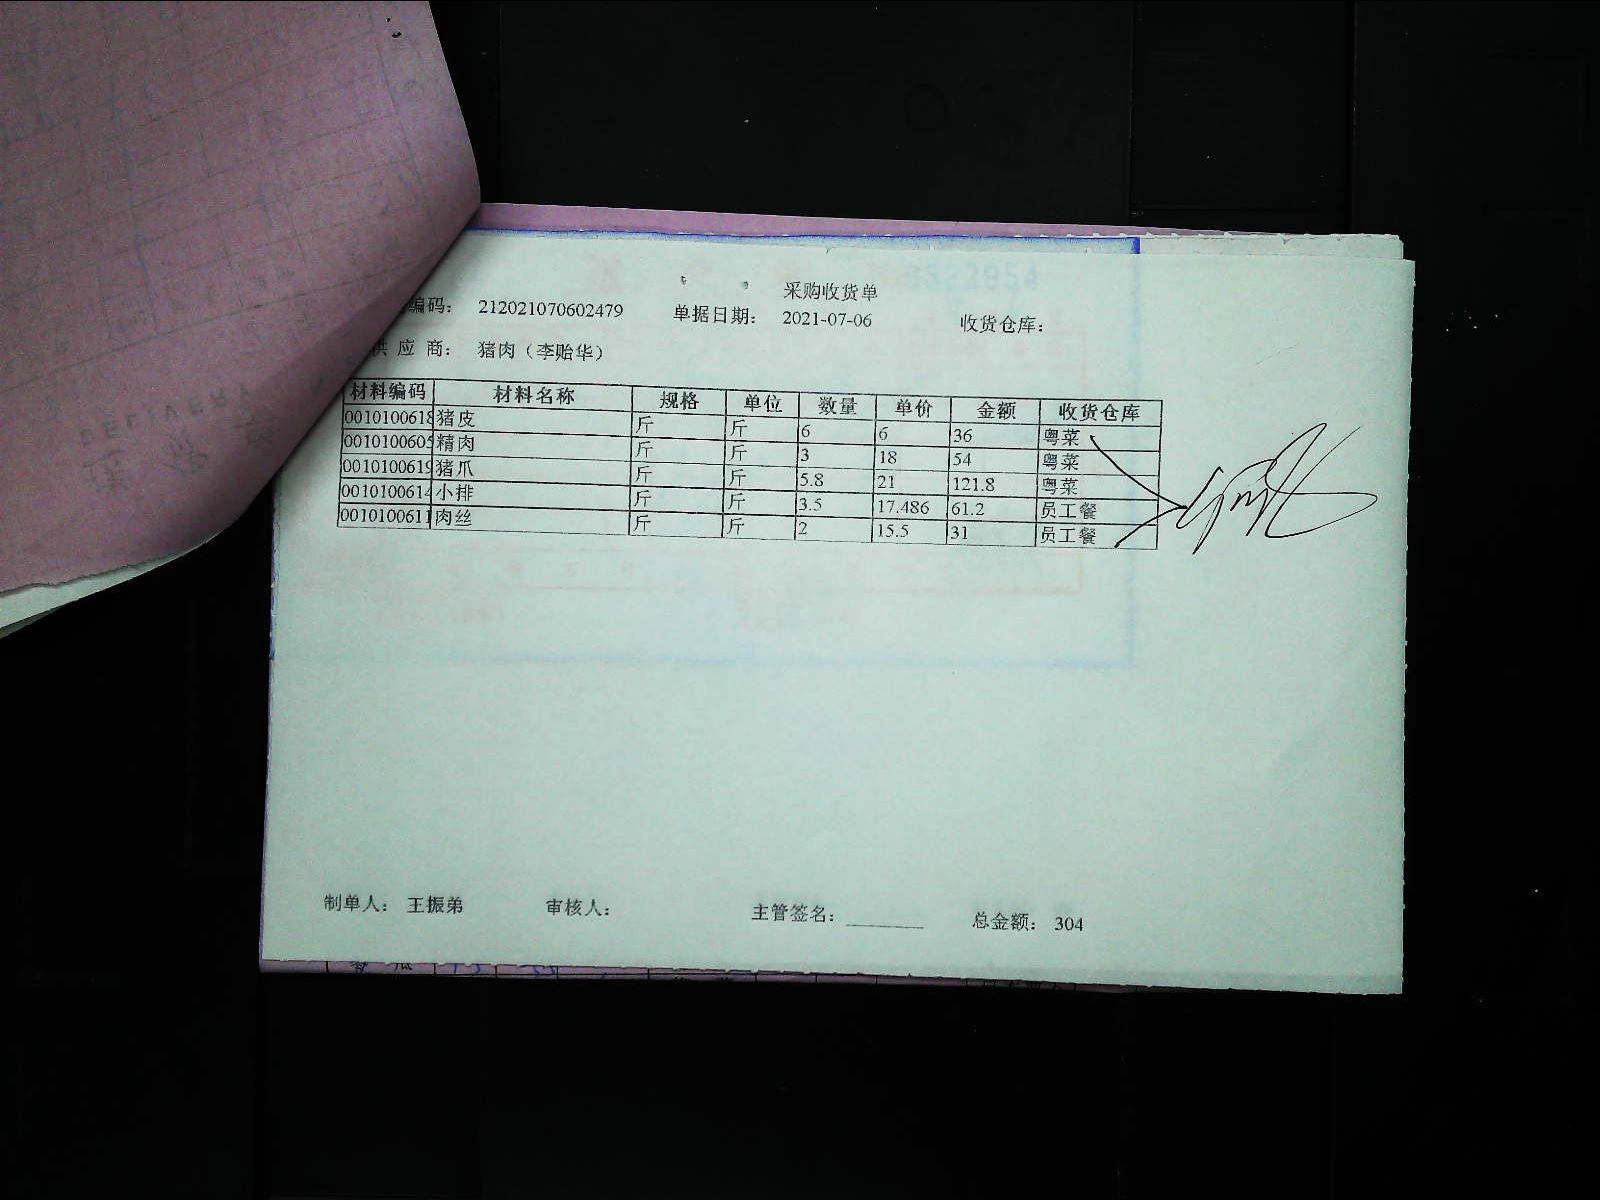 采购收货单
编码： 212021070602479 单据日期： 2021-07-06 收货仓库：
供应商： 猪肉（李贻华）
材料编码 材料名称 规格 单位 数量 单价 金额 收货仓库
0010100618 猪皮 斤 斤 6 6 36 粤菜
0010100605 精肉 斤 斤 3 18 54 粤菜
0010100619 猪爪 斤 斤 5.8 21 121.8 粤菜
0010100614 小排 斤 斤 3.5 17.486 61.2 员工餐
0010100611 肉丝 斤 斤 2 15.5 31 员工餐
制单人： 王振弟 审核人： 主管签名： 总金额： 304